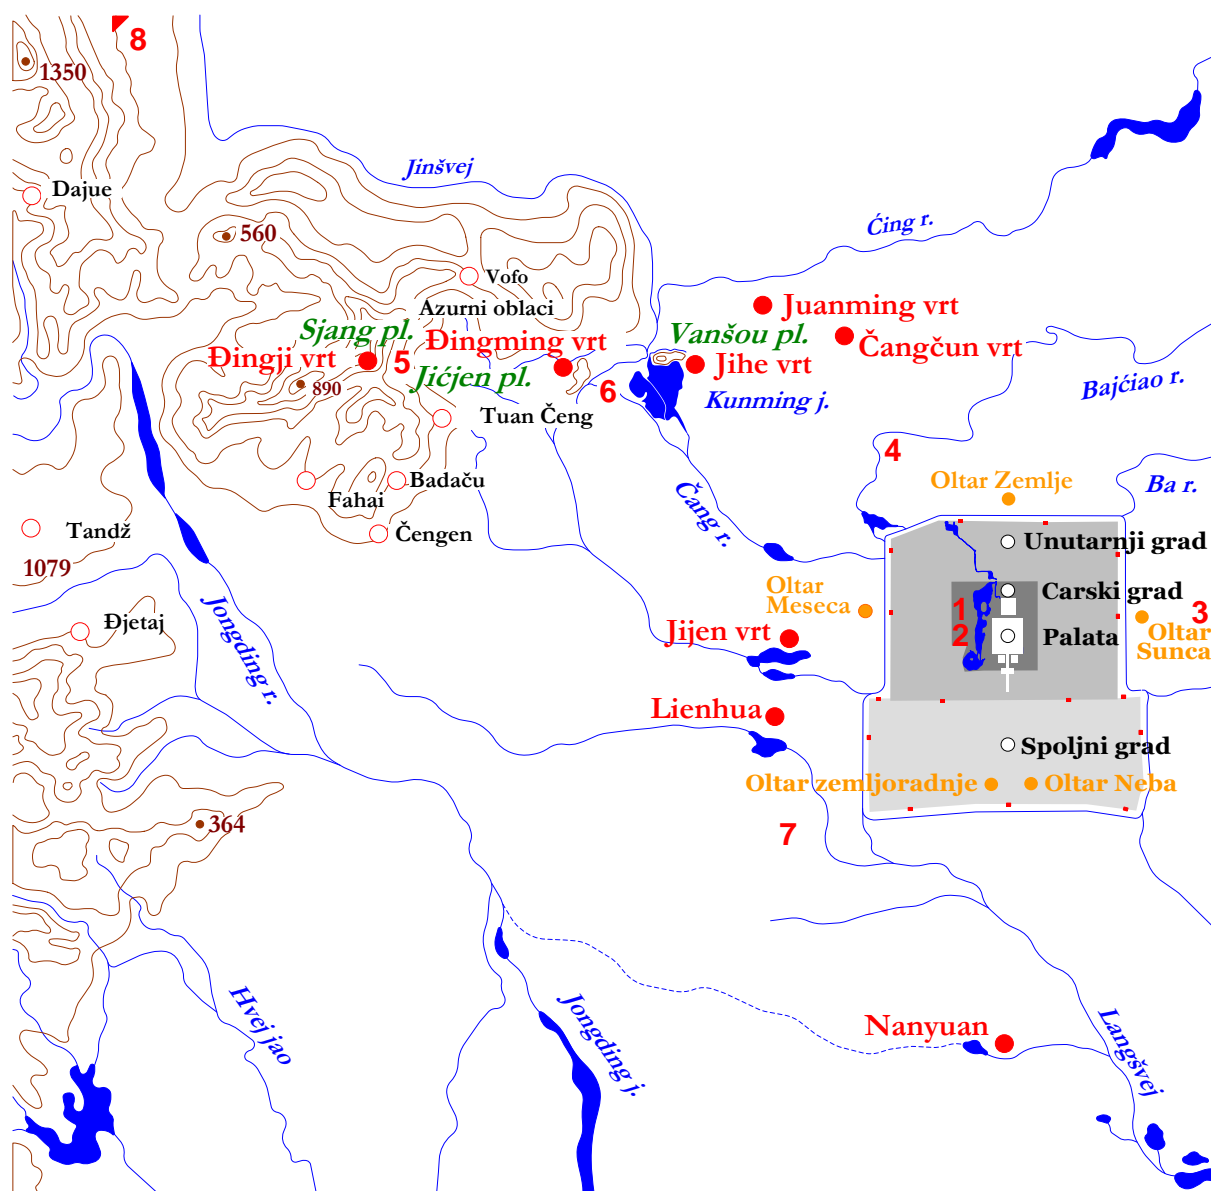 8
1350
Dajue
Jinšvej
Ćing r.
560
Vofo
Azurni oblaci
Juanming vrt
Sjang pl.
Vanšou pl.
Đingming vrt
Čangčun vrt
Đingji vrt
5
Jićjen pl.
Jihe vrt
890
6
Kunming j.
Bajćiao r.
Tuan Čeng
4
Badaču
Oltar Zemlje
Ba r.
Fahai
Čang r.
Tandž
Čengen
Unutarnji grad
1079
Oltar
Meseca
Carski grad
1
3
Jongding r.
Đjetaj
Jijen vrt
2
Palata
Oltar
Sunca
Lienhua
Spoljni grad
Oltar zemljoradnje
Oltar Neba
364
7
Hvej jao
Jongding j.
Nanyuan
Langšvej